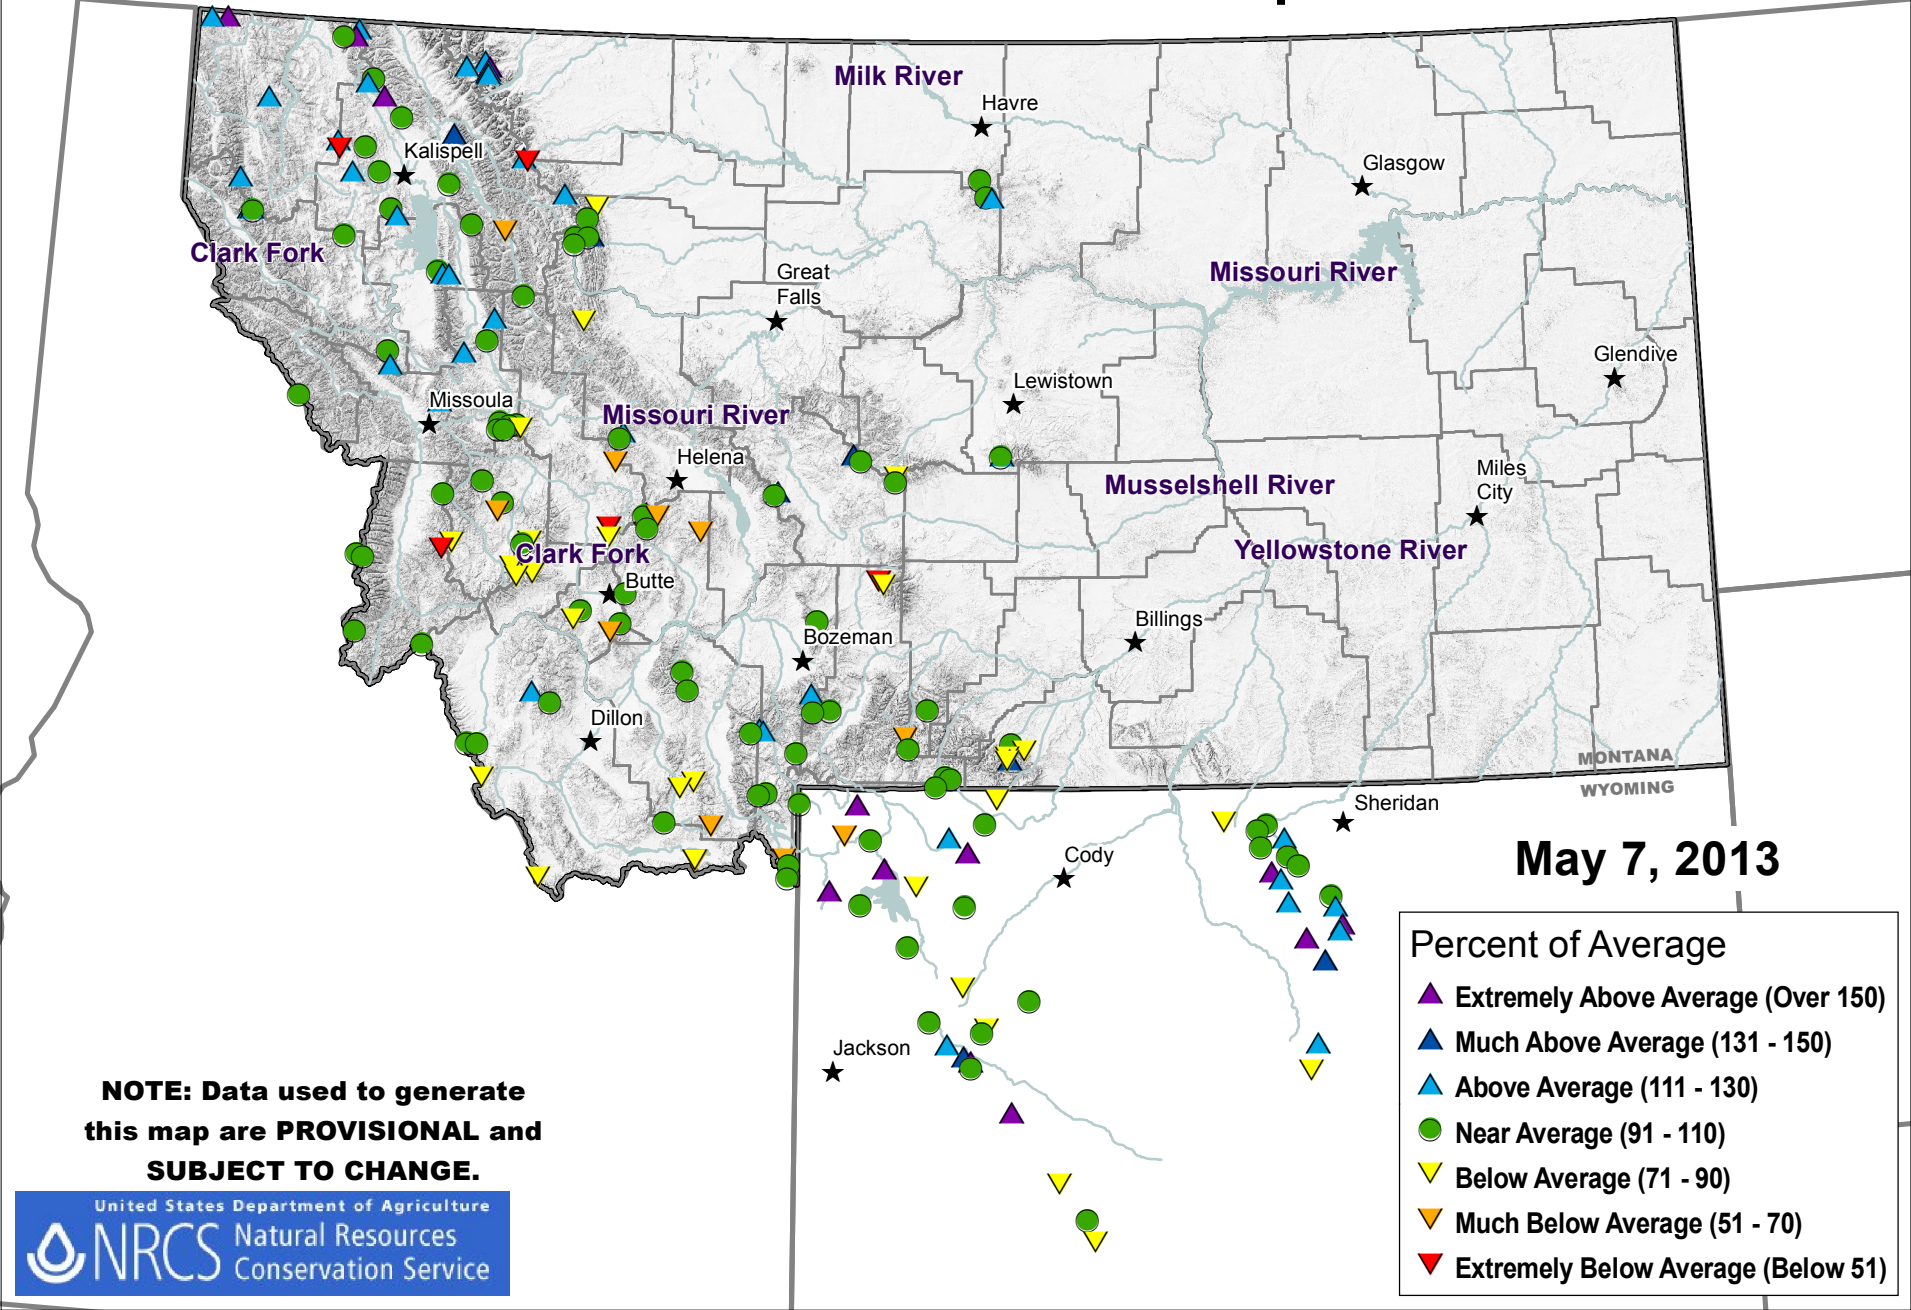 Milk River
Havre
Kalispell
Glasgow
Clark Fork
Great
Falls
Missouri River
Glendive
Lewistown
Missoula
Missouri River
Helena
Miles
City
Musselshell River
Clark Fork
Yellowstone River
Butte
Billings
Bozeman
Dillon
MONTANA
WYOMING
Sheridan
Cody
May 7, 2013
Jackson
Percent of Average
Extremely Above Average (Over 150)
Much Above Average (131 - 150)
Above Average (111 - 130)
Near Average (91 - 110)
Below Average (71 - 90)
Much Below Average (51 - 70)
Extremely Below Average (Below 51)
NOTE: Data used to generate
this map are PROVISIONAL and
SUBJECT TO CHANGE.
United States Department of Agriculture
NRCS
Natural Resources
Conservation Service